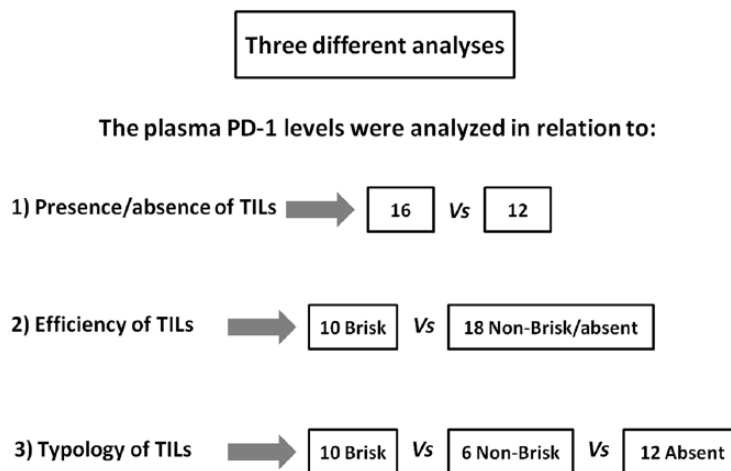 Three different analyses
The plasma PD-1 levels were analyzed in relation to:
1) Presence/absence of TILs 16 Vs 12
2) Efficiency of TILs 10 Brisk Vs 18 Non-Brisk/absent
3) Typology of TILs 10 Brisk Vs 6 Non-Brisk Vs 12 Absent